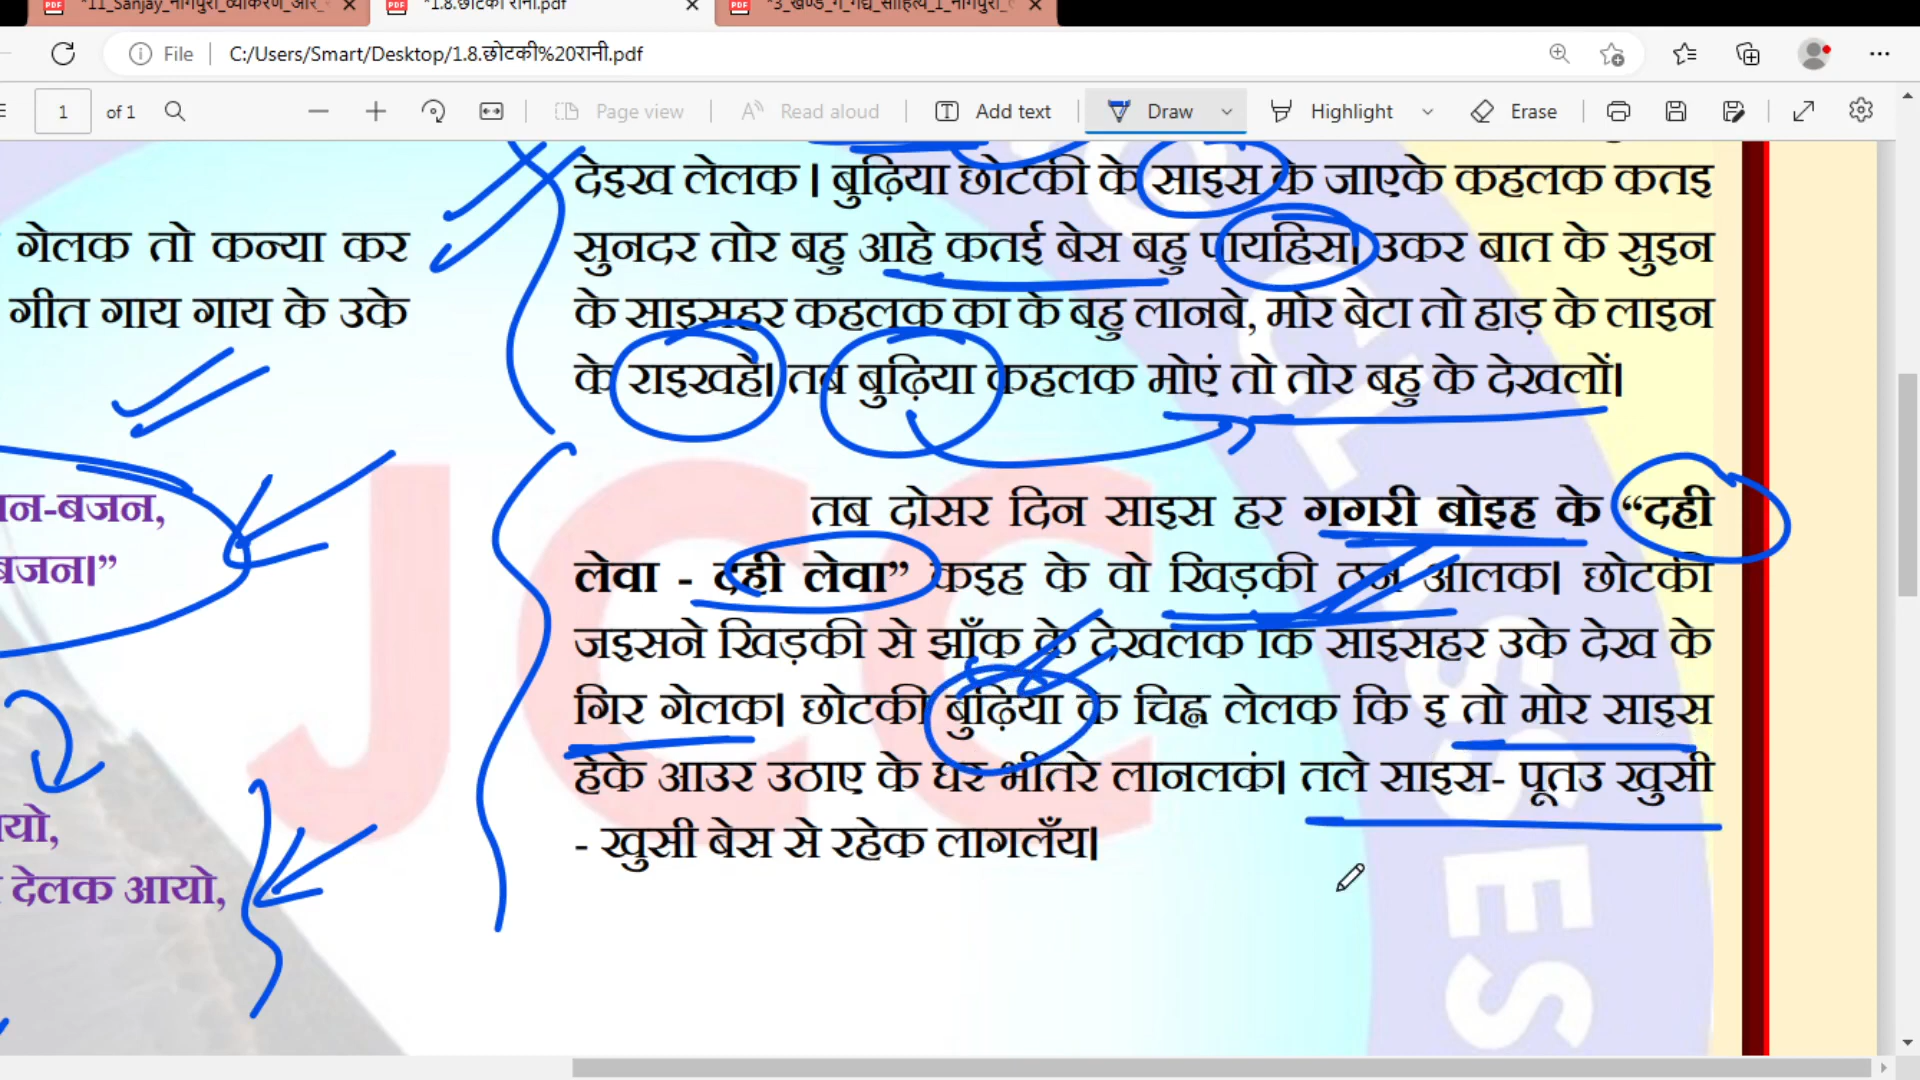 11_Sanjay_नागपुरी_व्याकरण_और_
*1.8.छोटकी रानी.pdf
*3_खण्ड_ग_गद्य_साहित्य_1_नागपुरी_
File
C:/Users/Smart/Desktop/1.8.छोटकी%20रानी.pdf
1 of 1
Page view
Read aloud
Add text
Draw
Highlight
Erase
गेलक तो कन्या कर
गीत गाय गाय के उके
न-बजन,
बजन।”
यो,
देलक आयो,
देइख लेलक। बुढ़िया छोटकी के साइस के जाएके कहलक कतइ
सुनदर तोर बहु आहे कतई बेस बहु पायहिस। उकर बात के सुइन
के साइसहर कहलक का के बहु लानबे, मोर बेटा तो हाड़ के लाइन
के राइखहे। तब बुढ़िया कहलक मोएं तो तोर बहु के देखलों।
तब दोसर दिन साइस हर गगरी बोइह के “दही
लेवा - दही लेवा” कइह के वो खिड़की ठन आलक। छोटकी
जइसने खिड़की से झाँक के देखलक कि साइसहर उके देख के
गिर गेलक। छोटकी बुढ़िया के चिह्न लेलक कि इ तो मोर साइस
हेके आउर उठाए के घर भीतरे लानलकं। तले साइस- पूतउ खुसी
- खुसी बेस से रहेक लागलँय।
JCC
CLASSES